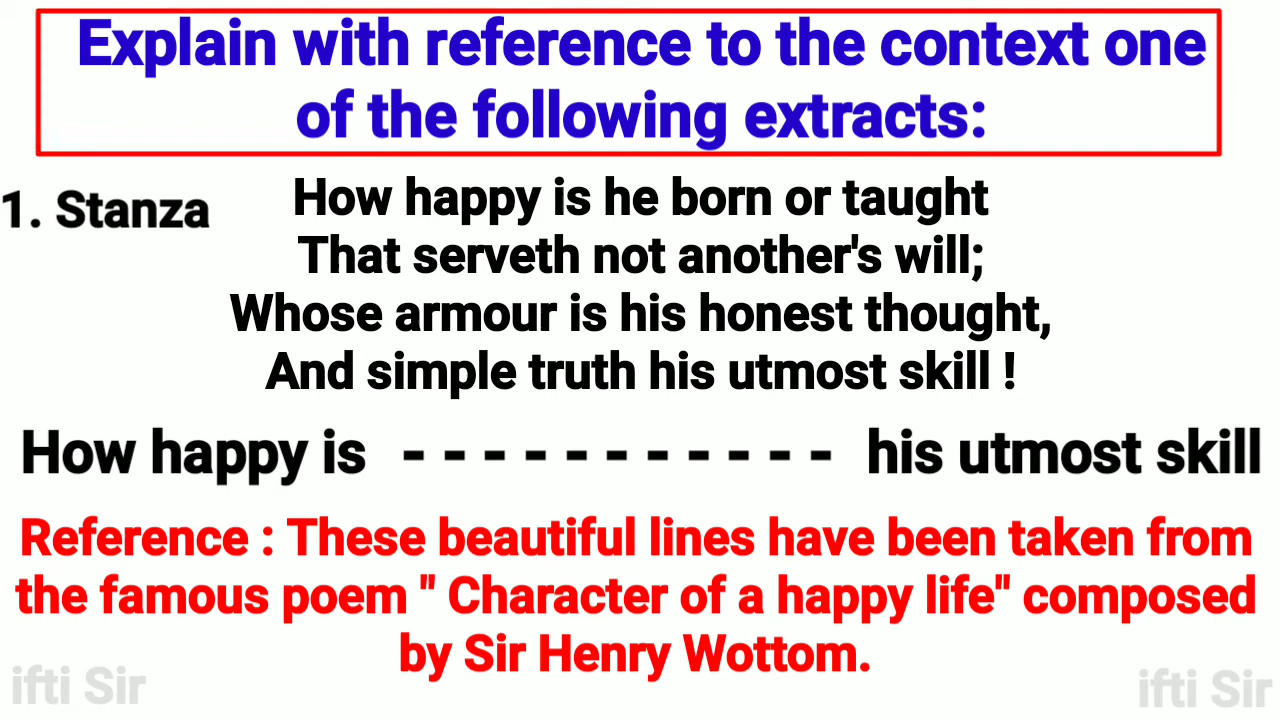 Explain with reference to the context one
of the following extracts:
1. Stanza
How happy is he born or taught
That serveth not another's will;
Whose armour is his honest thought,
And simple truth his utmost skill !
How happy is - - - - - - - - - - - his utmost skill
Reference : These beautiful lines have been taken from
the famous poem " Character of a happy life" composed
by Sir Henry Wottom.
ifti Sir
ifti Sir